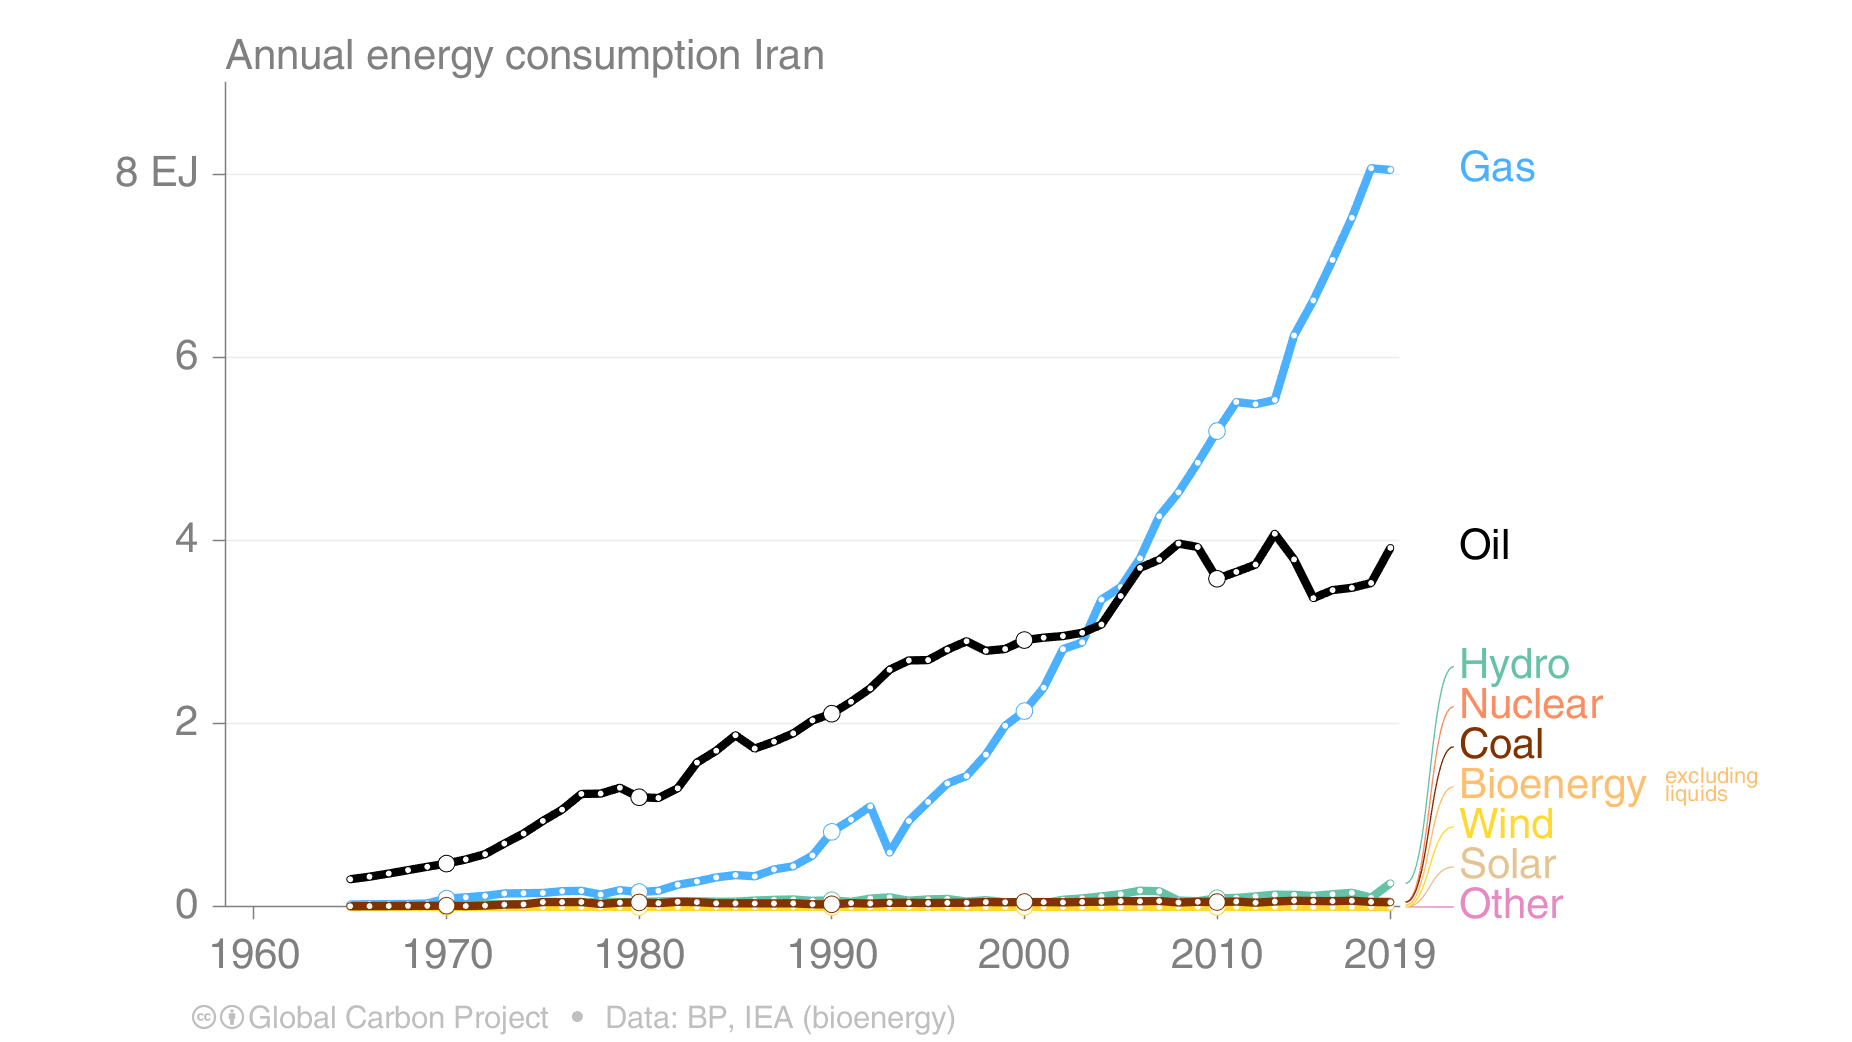 Annual energy consumption Iran
8 EJ
6
4
2
0
1960 1970 1980 1990 2000 2010 2019
Gas
Oil
Hydro
Nuclear
Coal
Bioenergy excluding liquids
Wind
Solar
Other
cc Global Carbon Project • Data: BP, IEA (bioenergy)